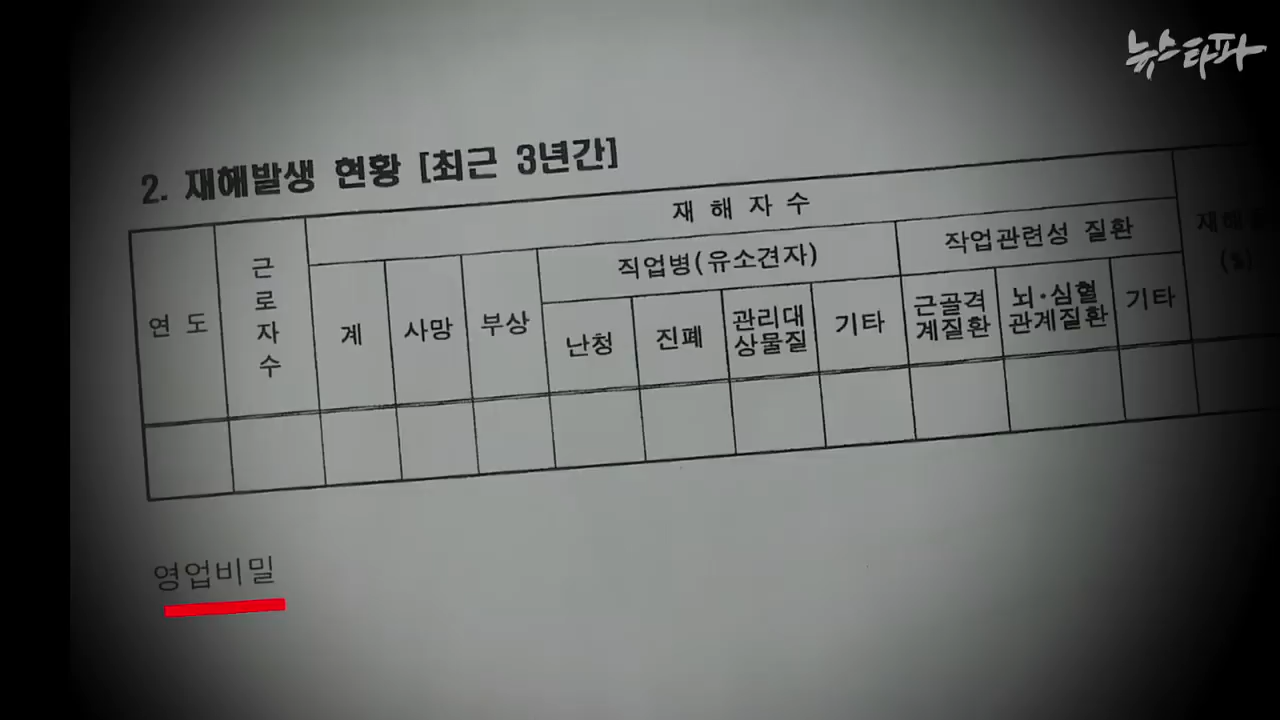 뉴스타파
2. 재해발생 현황 [최근 3년간]
연 도
근로자수
재 해 자 수
계
사망
부상
직업병(유소견자)
난청
진폐
관리대
상물질
기타
작업관련성 질환
근골격
계질환
뇌·심혈
관계질환
기타
(%)
영업비밀